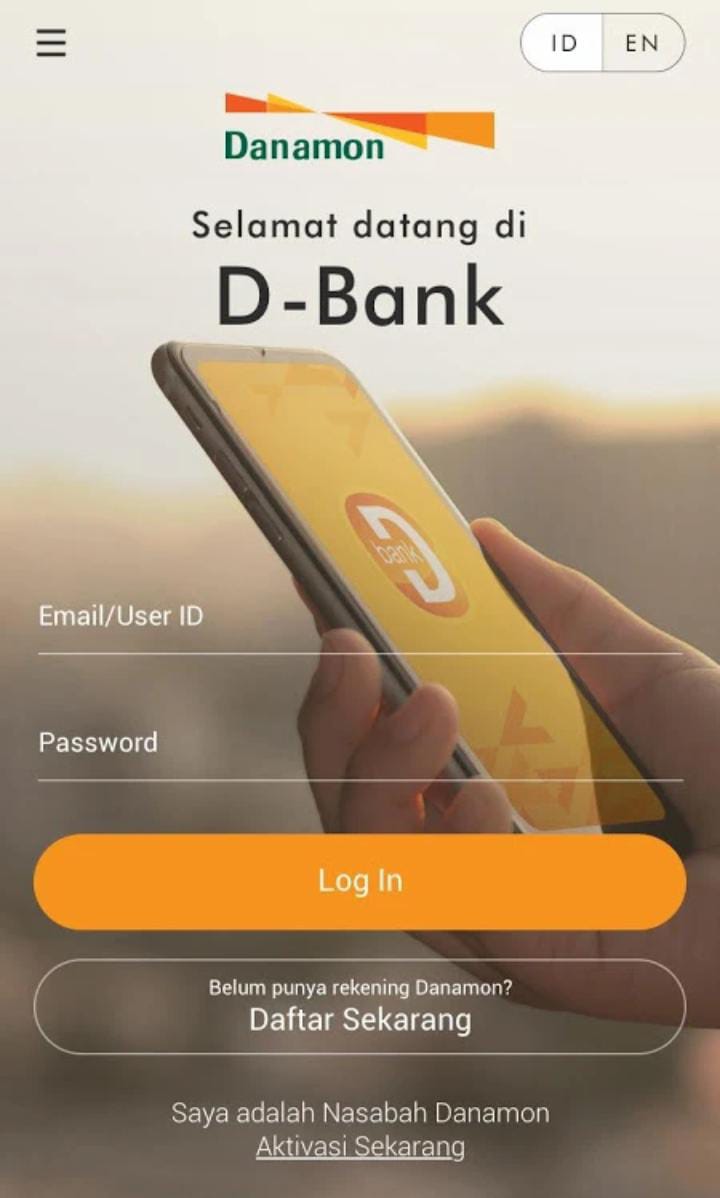 ID EN
Danamon
Selamat datang di
D-Bank
D
bank
Email/User ID
Password
Log In
Belum punya rekening Danamon?
Daftar Sekarang
Saya adalah Nasabah Danamon
Aktivasi Sekarang